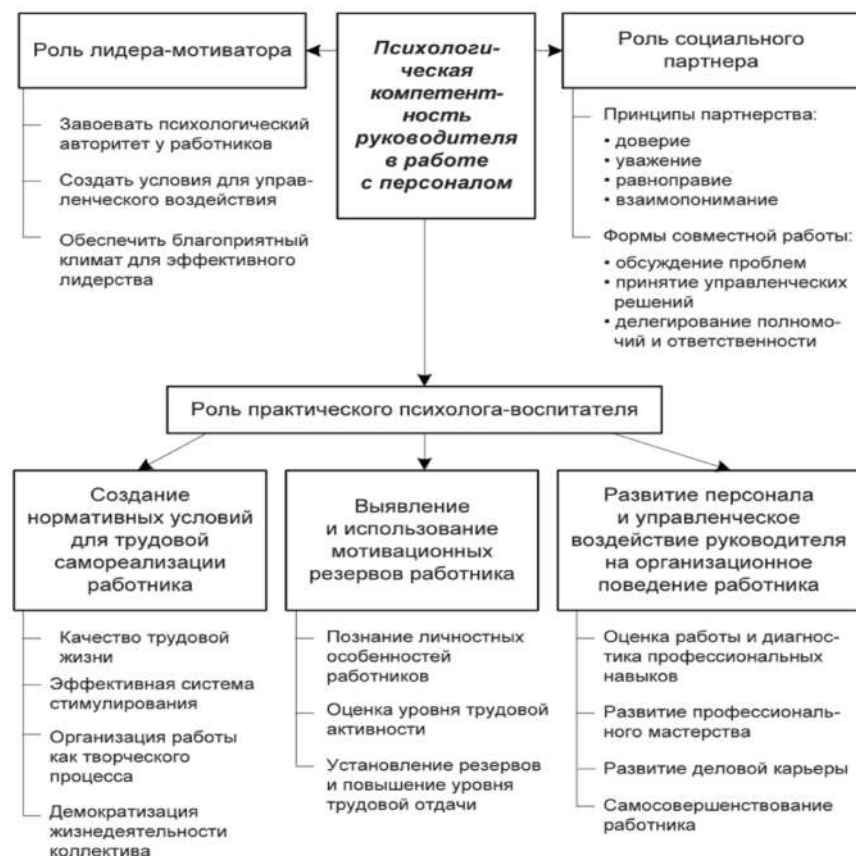 Роль лидера-мотиватора
Завоевать психологический
авторитет у работников
Создать условия для управ-
ленческого воздействия
Обеспечить благоприятный
климат для эффективного
лидерства
Психологи-
ческая
компетент-
ность
руководителя
в работе
с персоналом
Роль социального
партнера
Принципы партнерства:
• доверие
• уважение
• равноправие
• взаимопонимание
Формы совместной работы:
• обсуждение проблем
• принятие управленческих
решений
• делегирование полномо-
чий и ответственности
Роль практического психолога-воспитателя
Создание
нормативных условий
для трудовой
самореализации
работника
Качество трудовой
жизни
Эффективная система
стимулирования
Организация работы
как творческого
процесса
Демократизация
жизнедеятельности
коллектива
Выявление
и использование
мотивационных
резервов работника
Познание личностных
особенностей
работников
Оценка уровня трудовой
активности
Установление резервов
и повышение уровня
трудовой отдачи
Развитие персонала
и управленческое
воздействие руководителя
на организационное
поведение работника
Оценка работы и диагнос-
тика профессиональных
навыков
Развитие профессиональ-
ного мастерства
Развитие деловой карьеры
Самосовершенствование
работника